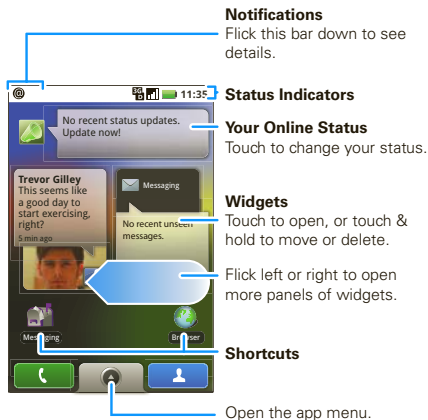 Notifications
Flick this bar down to see
details.
@
3G
11:35
Status Indicators
No recent status updates.
Update now!
Your Online Status
Touch to change your status.
Trevor Gilley
This seems like
a good day to
start exercising,
right?
5 min ago
Messaging
No recent unseen
messages.
Widgets
Touch to open, or touch &
hold to move or delete.
Flick left or right to open
more panels of widgets.
Messaging
Browser
Shortcuts
Open the app menu.